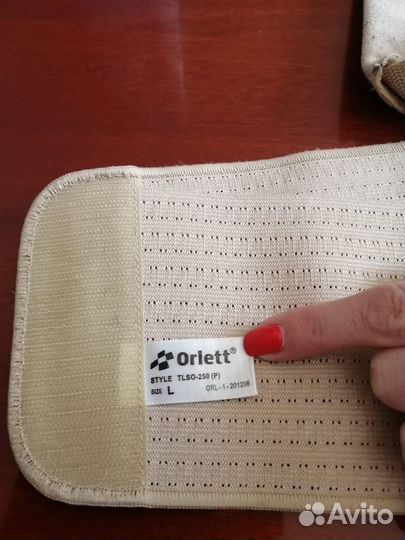 Orlett®
STYLE TLSO-250 (P)
SIZE L ORL-1-201206
Avito